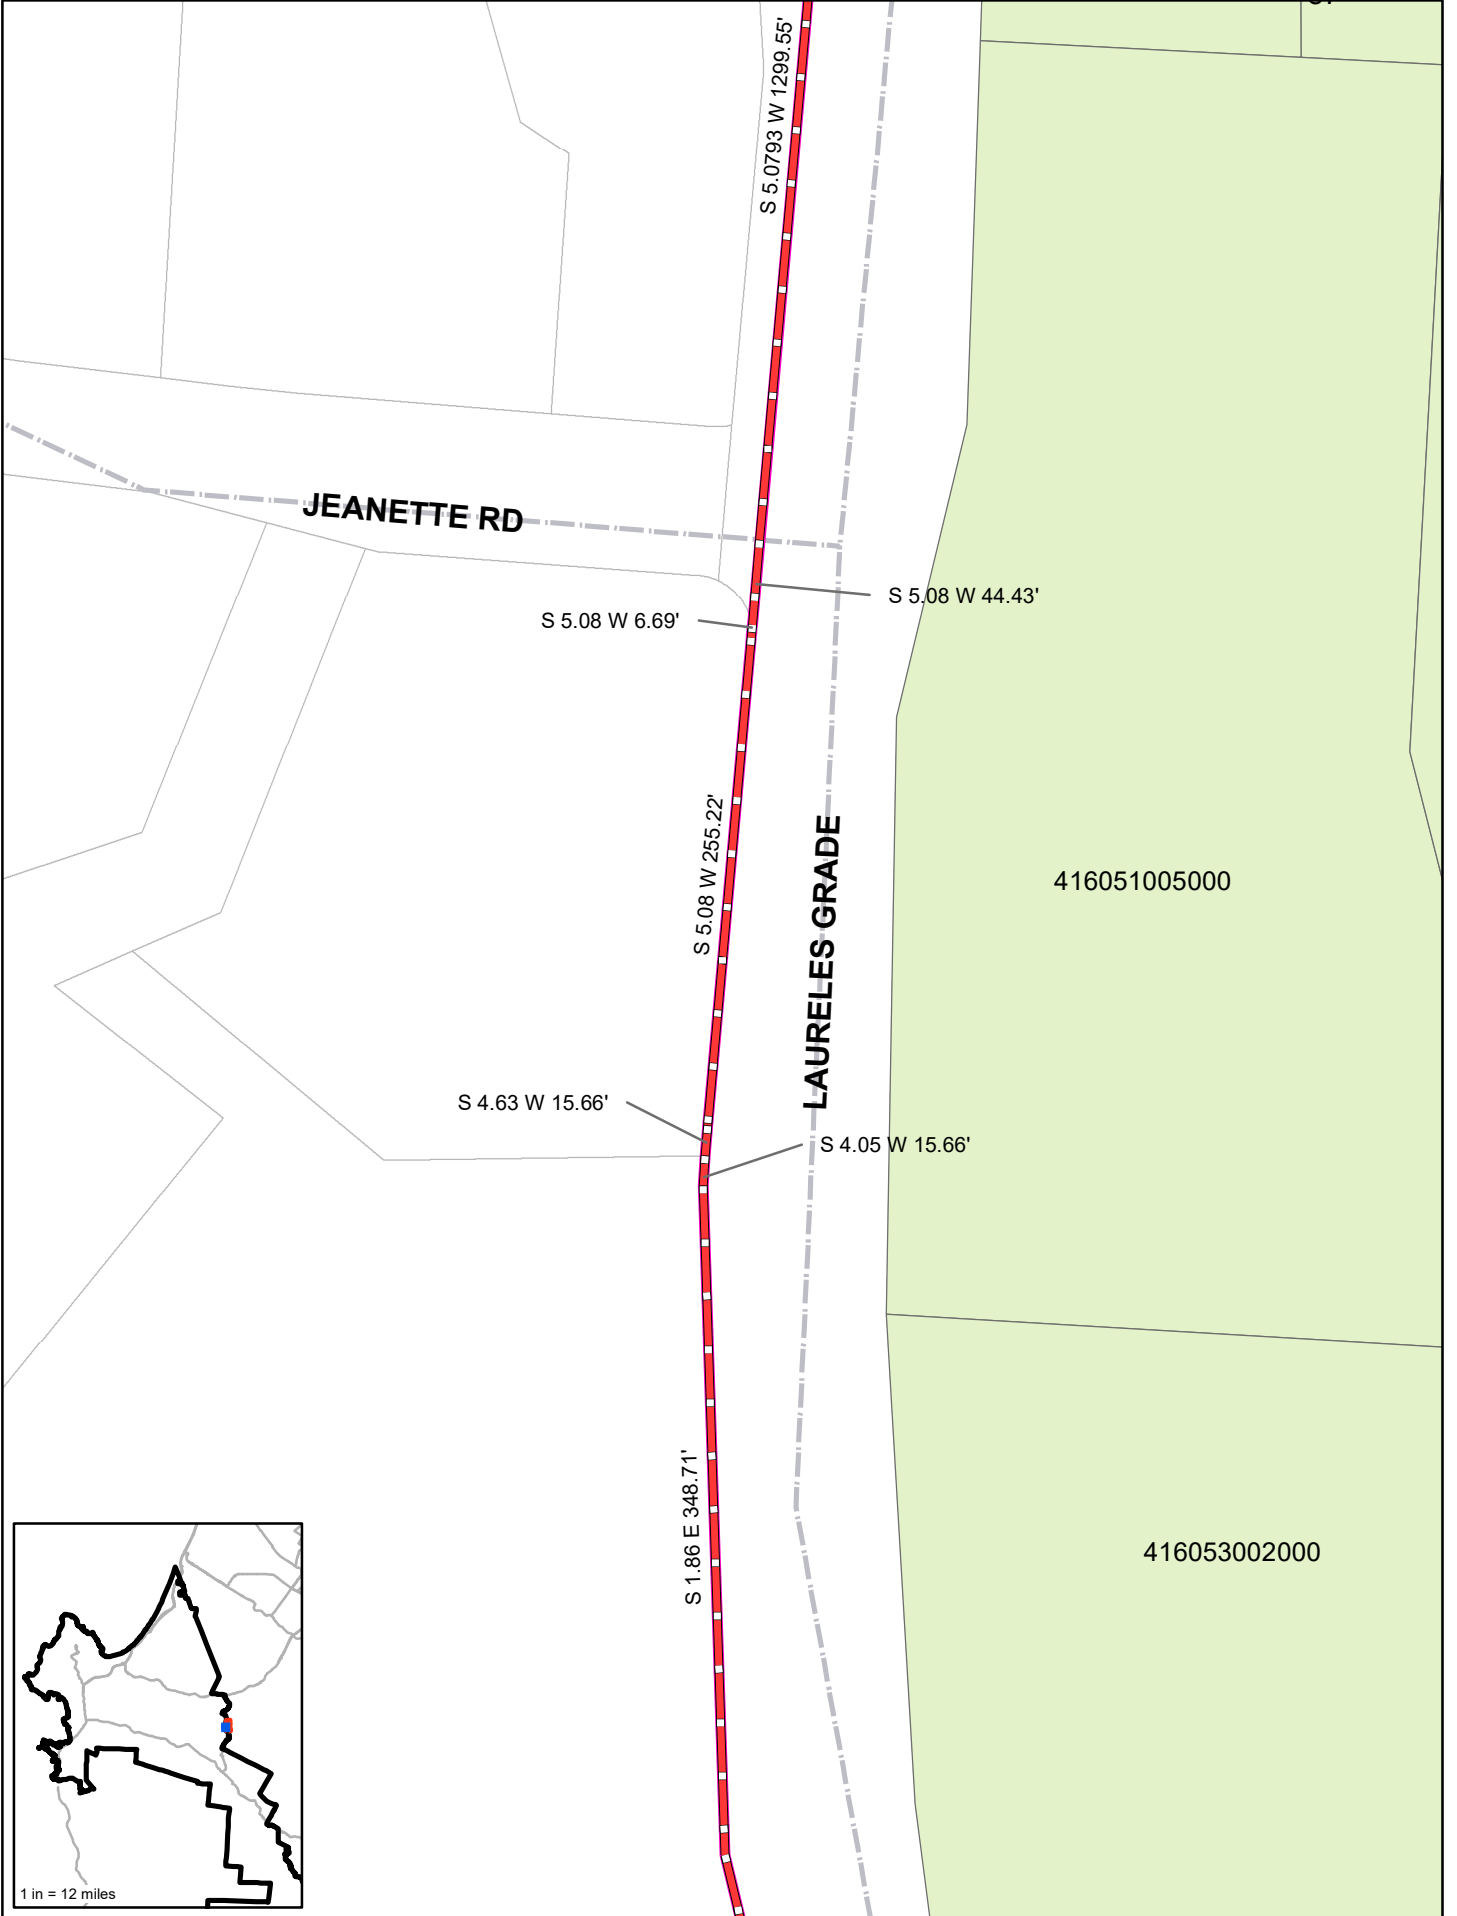 S 5.0793 W 1299.55'
JEANETTE RD
S 5.08 W 44.43'
S 5.08 W 6.69'
S 5.08 W 255.22'
LAURELES GRADE
416051005000
S 4.63 W 15.66'
S 4.05 W 15.66'
S 1.86 E 348.71'
416053002000
1 in = 12 miles